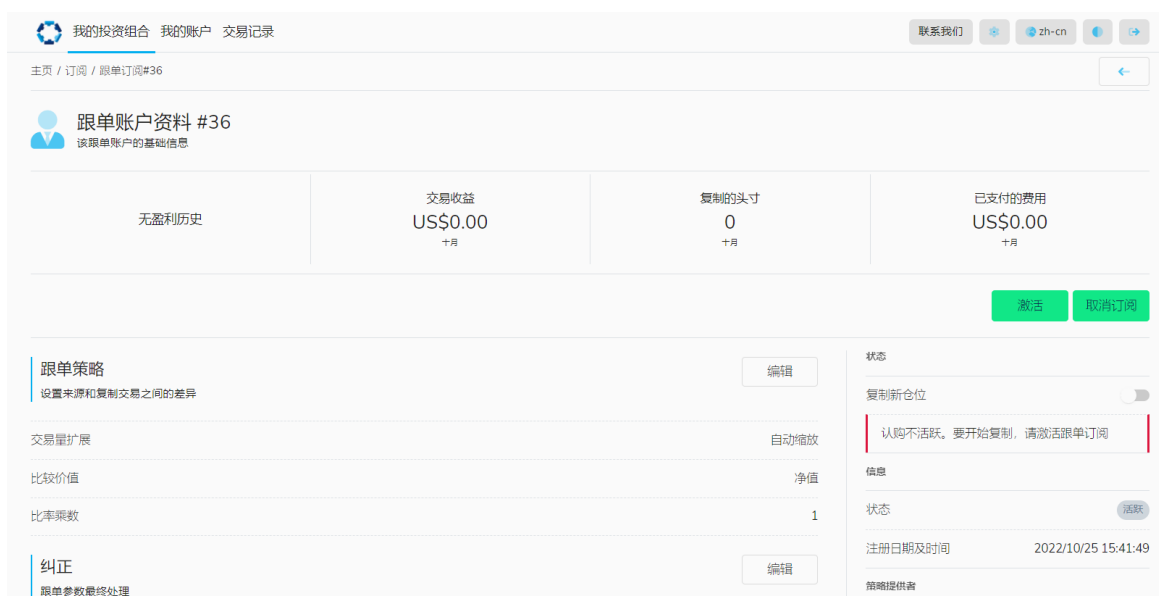 我的投资组合 我的账户 交易记录 联系我们 zh-cn
主页 / 订阅 / 跟单订阅#36
跟单账户资料 #36
该跟单账户的基础信息
无盈利历史
交易收益
US$0.00
十月
复制的头寸
0
十月
已支付的费用
US$0.00
十月
激活 取消订阅
跟单策略
设置来源和复制交易之间的差异
编辑
交易量扩展 自动缩放
比较价值 净值
比率乘数 1
纠正
跟单参数最终处理
编辑
状态
复制新仓位
认购不活跃。要开始复制，请激活跟单订阅
信息
状态 活跃
注册日期及时间 2022/10/25 15:41:49
策略提供者